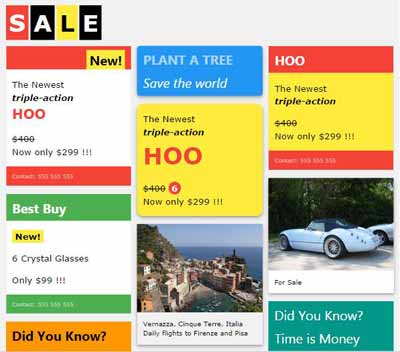 SALE
New!
The Newest
triple-action
HOO
$400
Now only $299 !!!
Contact: 555 555 555
Best Buy
New!
6 Crystal Glasses
Only $99 !!!
Contact: 555 555 555
Did You Know?
PLANT A TREE
Save the world
The Newest
triple-action
HOO
$400 6
Now only $299 !!!
Vernazza, Cinque Terre, Italia
Daily flights to Firenze and Pisa
HOO
The Newest
triple-action
$400
Now only $299 !!!
Contact: 555 555 555
For Sale
Did You Know?
Time is Money